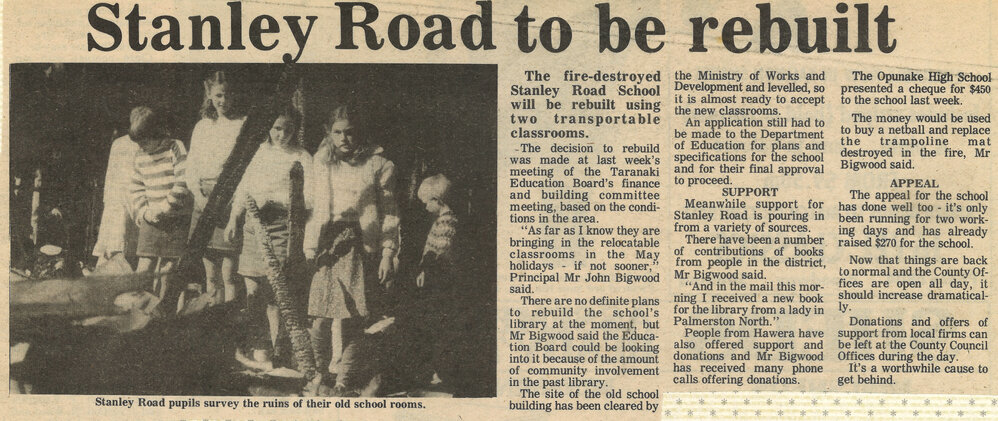 Stanley Road to be rebuilt
Stanley Road pupils survey the ruins of their old school rooms.
The fire-destroyed
Stanley Road School
will be rebuilt using
two transportable
classrooms.
The decision to rebuild
was made at last week's
meeting of the Taranaki
Education Board's finance
and building committee
meeting, based on the condi-
tions in the area.
"As far as I know they are
bringing in the relocatable
classrooms in the May
holidays - if not sooner,"
Principal Mr John Bigwood
said.
There are no definite plans
to rebuild the school's
library at the moment, but
Mr Bigwood said the Educa-
tion Board could be looking
into it because of the amount
of community involvement
in the past library.
The site of the old school
building has been cleared by
the Ministry of Works and
Development and levelled, so
it is almost ready to accept
the new classrooms.
An application still had to
be made to the Department
of Education for plans and
specifications for the school
and for their final approval
to proceed.
SUPPORT
Meanwhile support for
Stanley Road is pouring in
from a variety of sources.
There have been a number
of contributions of books
from people in the district,
Mr Bigwood said.
"And in the mail this mor-
ning I received a new book
for the library from a lady in
Palmerston North."
People from Hawera have
also offered support and
donations and Mr Bigwood
has received many phone
calls offering donations.
The Opunake High School
presented a cheque for $450
to the school last week.
The money would be used
to buy a netball and replace
the trampoline mat
destroyed in the fire, Mr
Bigwood said.
APPEAL
The appeal for the school
has done well too - it's only
been running for two work-
ing days and has already
raised $270 for the school.
Now that things are back
to normal and the County Of-
fices are open all day, it
should increase dramatical-
ly.
Donations and offers of
support from local firms can
be left at the County Council
Offices during the day.
It's a worthwhile cause to
get behind.